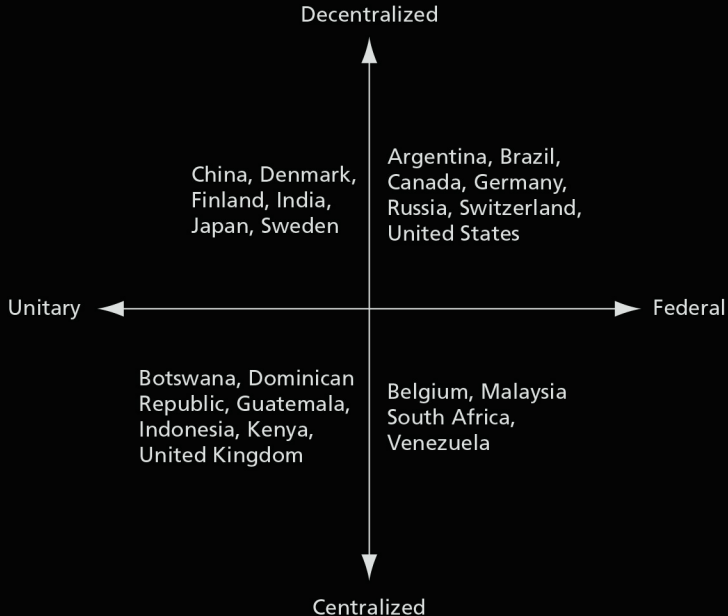 Decentralized
China, Denmark,
Finland, India,
Japan, Sweden
Argentina, Brazil,
Canada, Germany,
Russia, Switzerland,
United States
Unitary
Federal
Botswana, Dominican
Republic, Guatemala,
Indonesia, Kenya,
United Kingdom
Belgium, Malaysia
South Africa,
Venezuela
Centralized